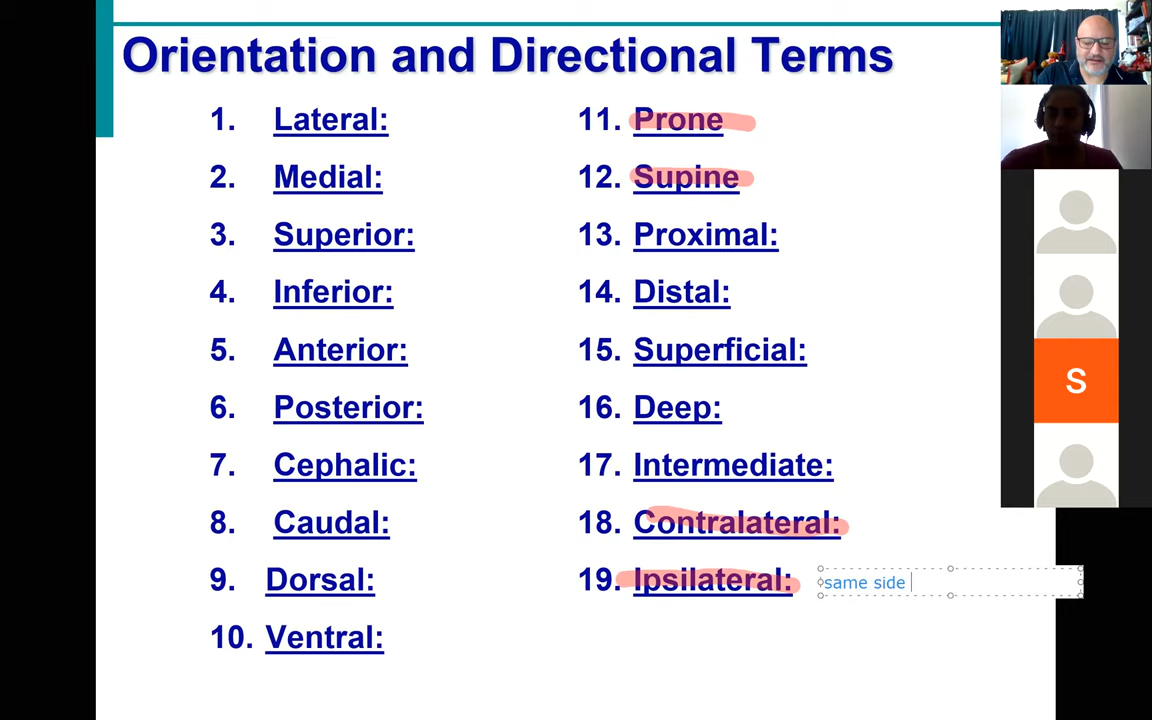 Orientation and Directional Terms
1. Lateral:
2. Medial:
3. Superior:
4. Inferior:
5. Anterior:
6. Posterior:
7. Cephalic:
8. Caudal:
9. Dorsal:
10. Ventral:
11. Prone
12. Supine
13. Proximal:
14. Distal:
15. Superficial:
16. Deep:
17. Intermediate:
18. Contralateral:
19. Ipsilateral:
same side
S